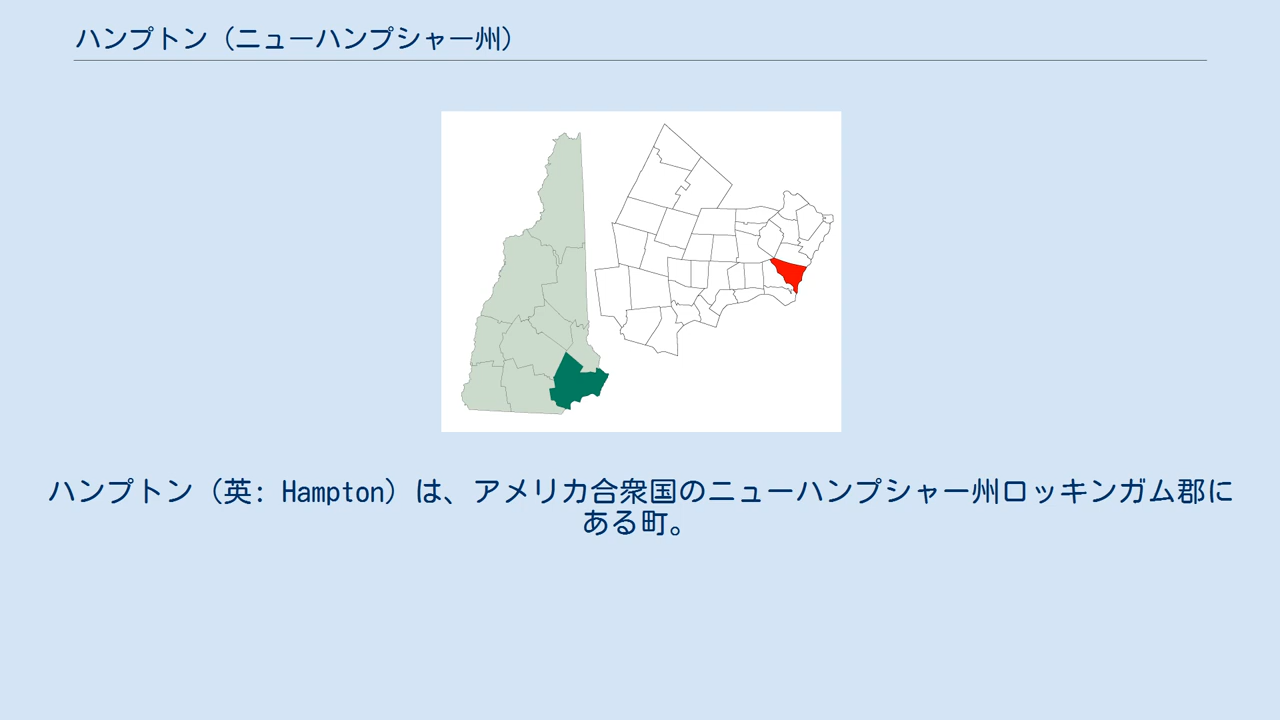 ハンプトン（ニューハンプシャー州）
ハンプトン（英: Hampton）は、アメリカ合衆国のニューハンプシャー州ロッキンガム郡に
ある町。